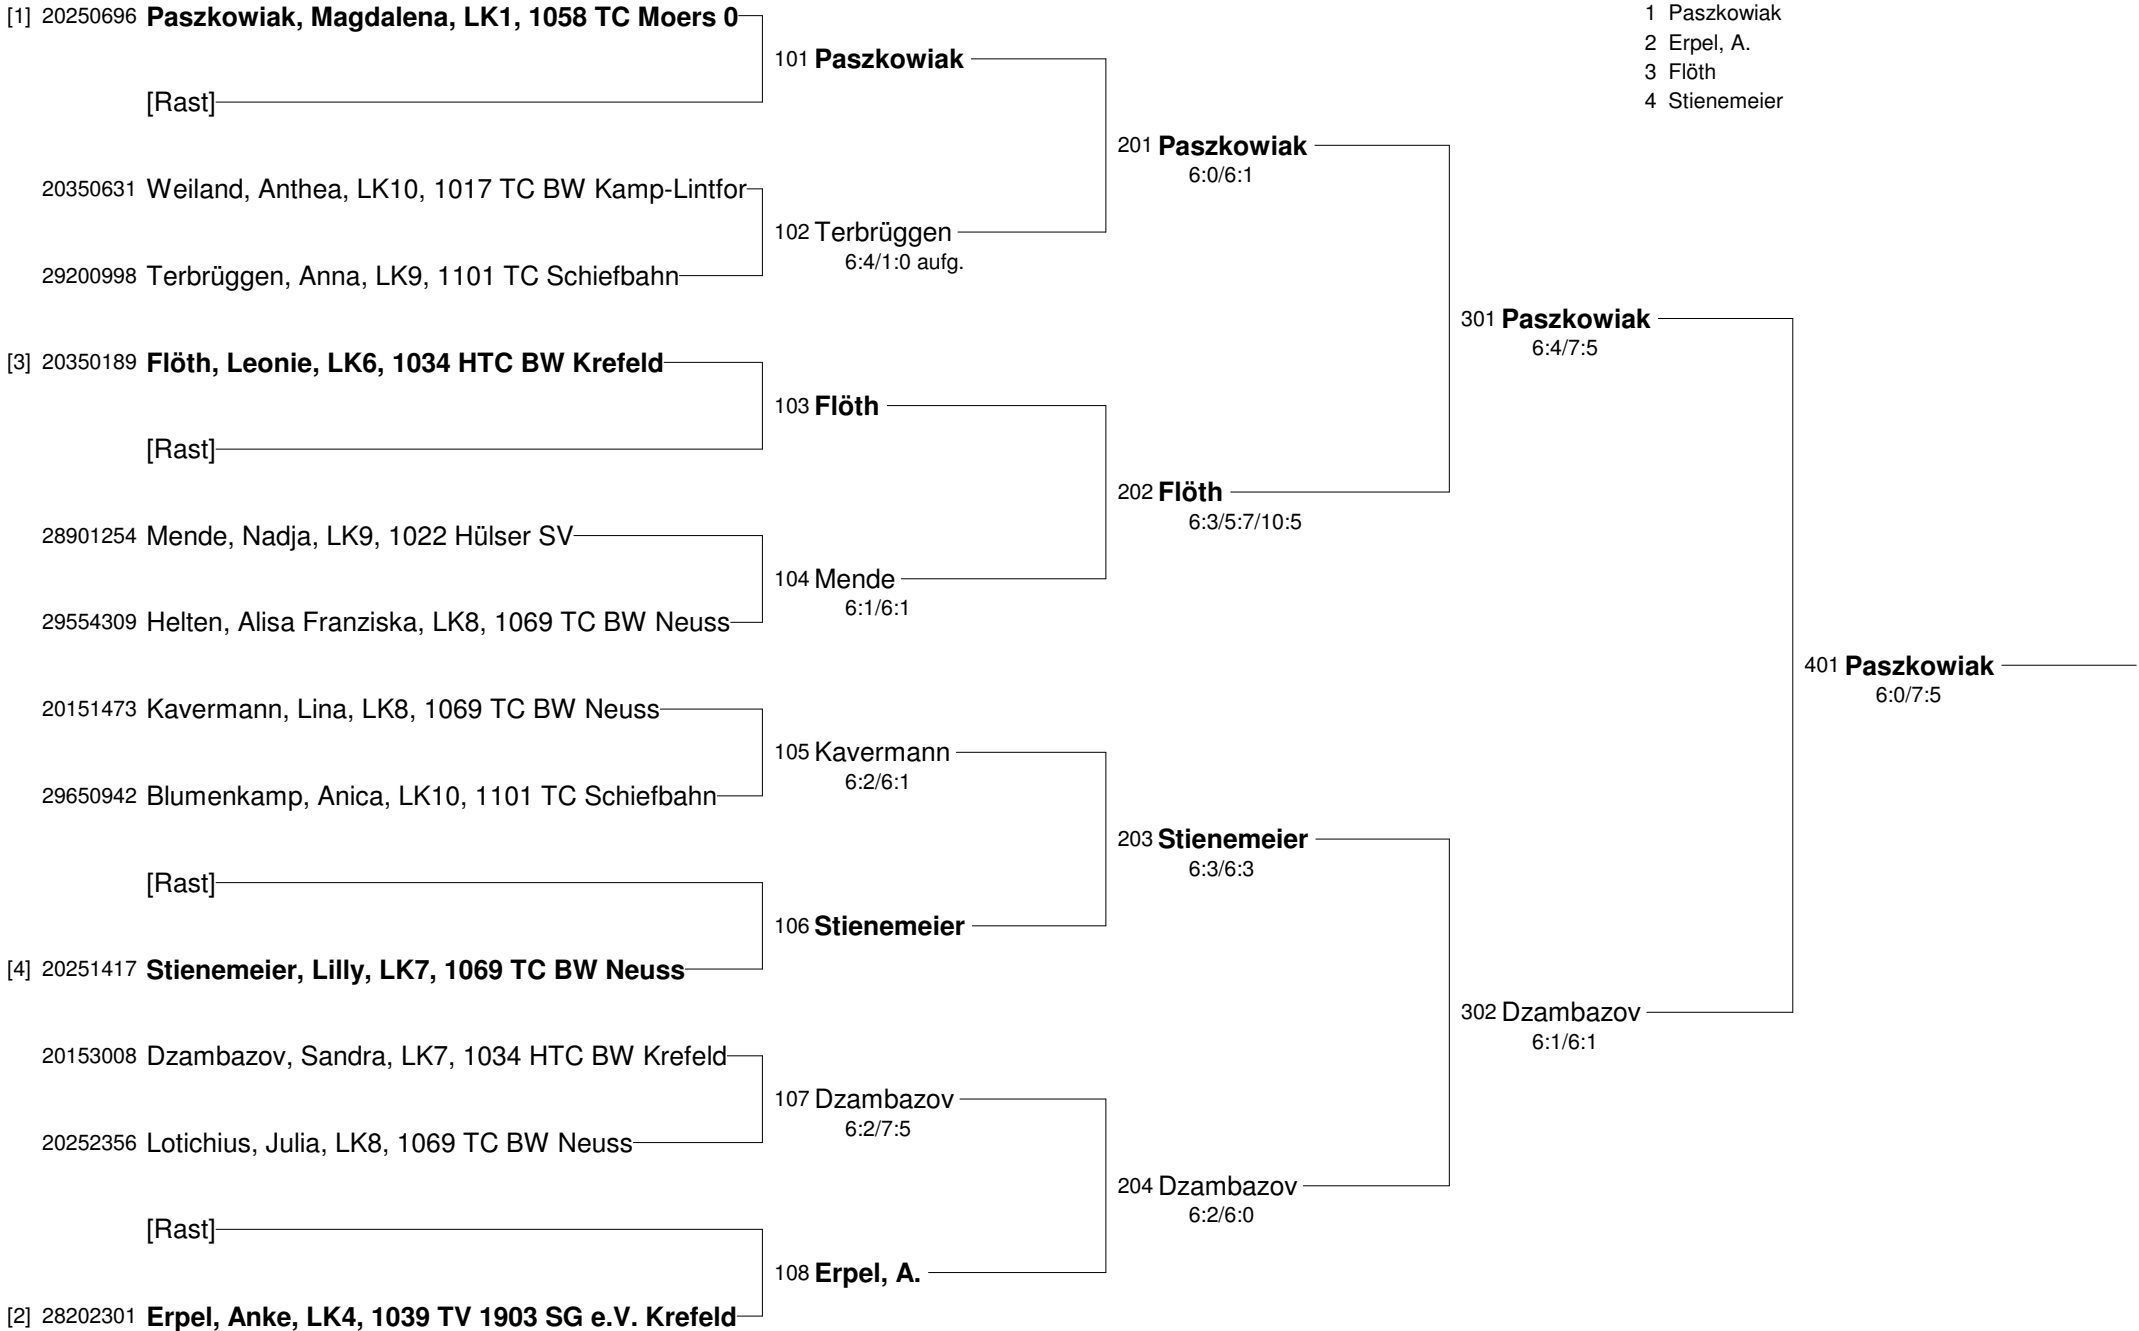 [1] 20250696 Paszkowiak, Magdalena, LK1, 1058 TC Moers 0
[Rast]
20350631 Weiland, Anthea, LK10, 1017 TC BW Kamp-Lintfor
29200998 Terbrüggen, Anna, LK9, 1101 TC Schiefbahn
[3] 20350189 Flöth, Leonie, LK6, 1034 HTC BW Krefeld
[Rast]
28901254 Mende, Nadja, LK9, 1022 Hülser SV
29554309 Helten, Alisa Franziska, LK8, 1069 TC BW Neuss
20151473 Kavermann, Lina, LK8, 1069 TC BW Neuss
29650942 Blumenkamp, Anica, LK10, 1101 TC Schiefbahn
[Rast]
[4] 20251417 Stienemeier, Lilly, LK7, 1069 TC BW Neuss
20153008 Dzambazov, Sandra, LK7, 1034 HTC BW Krefeld
20252356 Lotichius, Julia, LK8, 1069 TC BW Neuss
[Rast]
[2] 28202301 Erpel, Anke, LK4, 1039 TV 1903 SG e.V. Krefeld
101 Paszkowiak
102 Terbrüggen
6:4/1:0 aufg.
103 Flöth
104 Mende
6:1/6:1
105 Kavermann
6:2/6:1
106 Stienemeier
107 Dzambazov
6:2/7:5
108 Erpel, A.
201 Paszkowiak
6:0/6:1
202 Flöth
6:3/5:7/10:5
203 Stienemeier
6:3/6:3
204 Dzambazov
6:2/6:0
301 Paszkowiak
6:4/7:5
302 Dzambazov
6:1/6:1
401 Paszkowiak
6:0/7:5
1 Paszkowiak
2 Erpel, A.
3 Flöth
4 Stienemeier